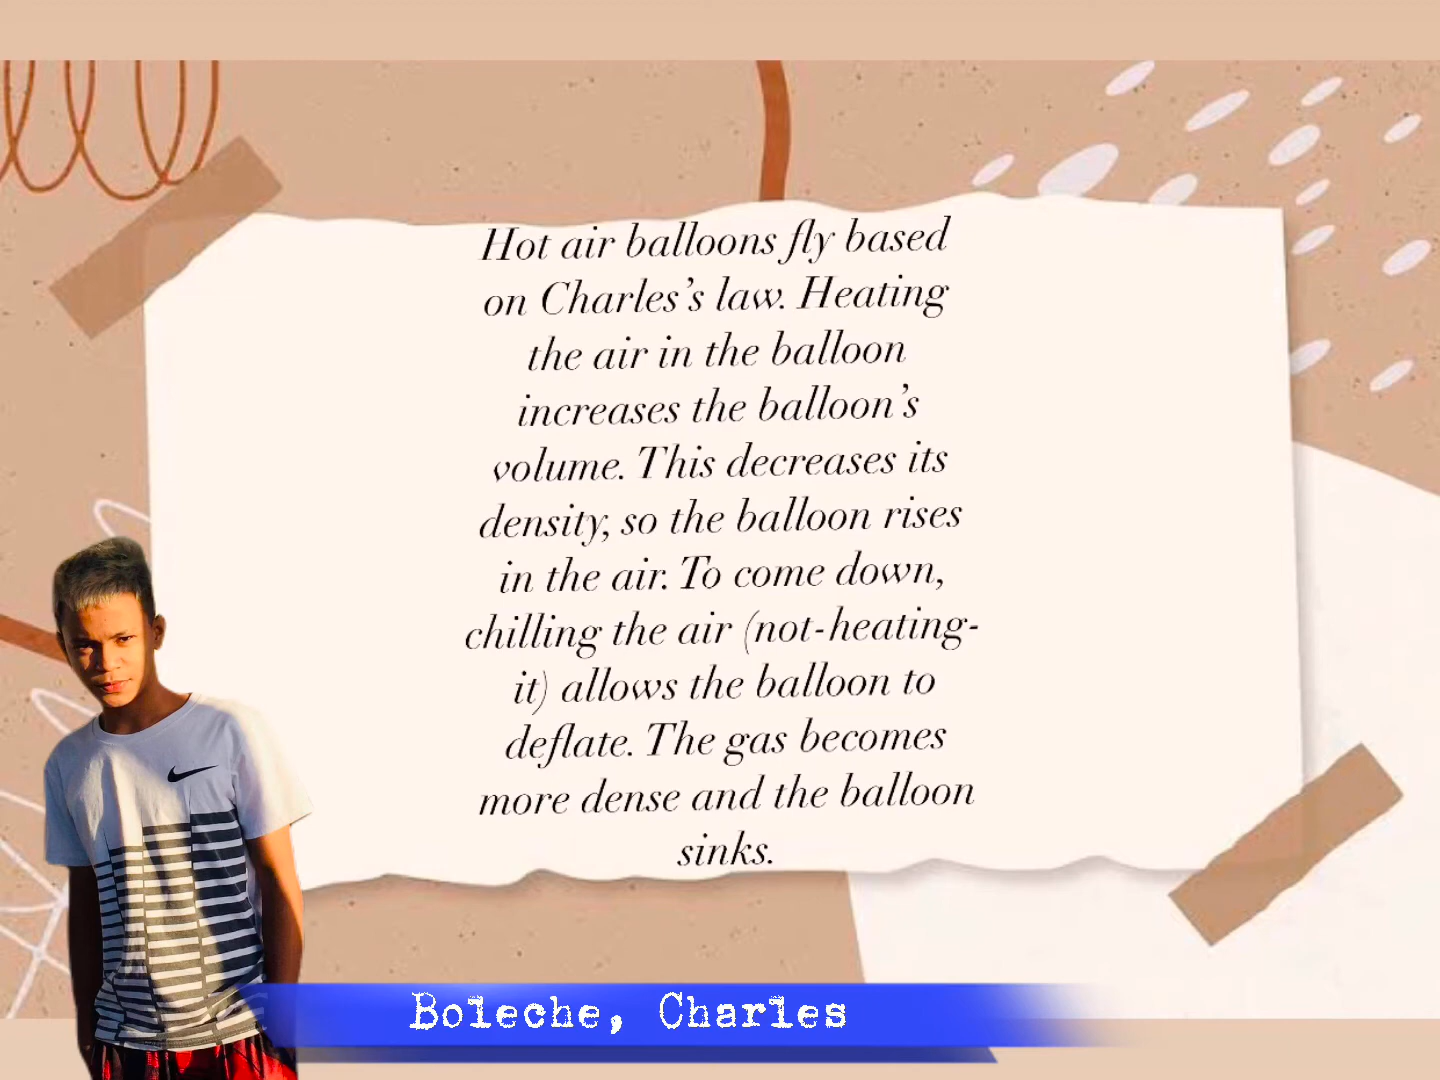 Hot air balloons fly based
on Charles’s law. Heating
the air in the balloon
increases the balloon’s
volume. This decreases its
density, so the balloon rises
in the air. To come down,
chilling the air (not-heating-
it) allows the balloon to
deflate. The gas becomes
more dense and the balloon
sinks.
Boleche, Charles